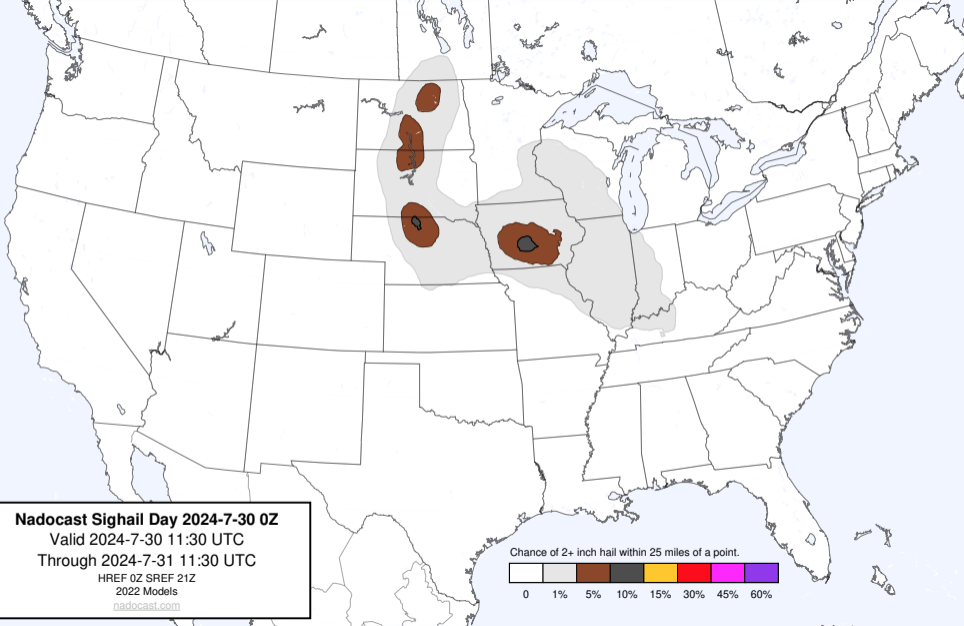 Nadocast Sighail Day 2024-7-30 0Z
Valid 2024-7-30 11:30 UTC
Through 2024-7-31 11:30 UTC
HREF 0Z SREF 21Z
2022 Models
nadocast.com
Chance of 2+ inch hail within 25 miles of a point.
0 1% 5% 10% 15% 30% 45% 60%